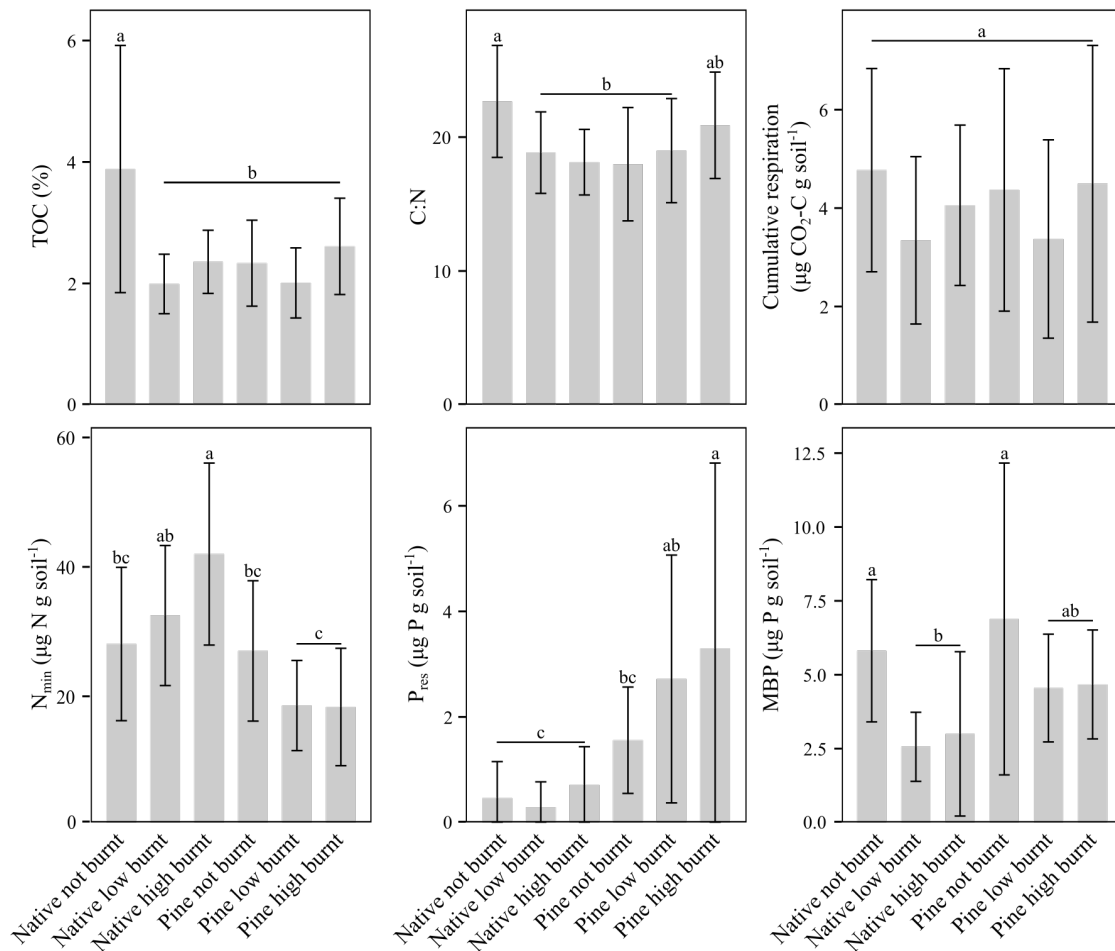 TOC (%)
6
4
2
0
a
b
C:N
20
10
0
a
b
ab
Cumulative respiration
(µg CO₂-C g soil⁻¹)
6
4
2
0
a
Nₘᵢₙ (µg N g soil⁻¹)
60
40
20
0
bc
ab
a
bc
c
Pᵣₑₛ (µg P g soil⁻¹)
6
4
2
0
c
bc
ab
a
MBP (µg P g soil⁻¹)
12.5
10.0
7.5
5.0
2.5
0.0
a
b
a
ab
Native not burnt
Native low burnt
Native high burnt
Pine not burnt
Pine low burnt
Pine high burnt
Native not burnt
Native low burnt
Native high burnt
Pine not burnt
Pine low burnt
Pine high burnt
Native not burnt
Native low burnt
Native high burnt
Pine not burnt
Pine low burnt
Pine high burnt